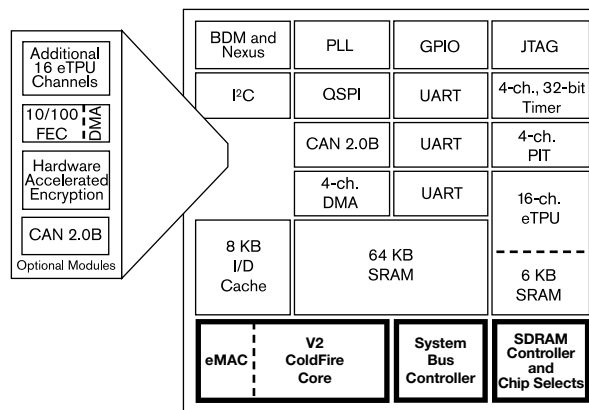 Additional
16 eTPU
Channels
10/100
FEC
DMA
Hardware
Accelerated
Encryption
CAN 2.0B
Optional Modules
BDM and
Nexus
PLL
GPIO
JTAG
I²C
QSPI
UART
4-ch., 32-bit
Timer
CAN 2.0B
UART
4-ch.
PIT
4-ch.
DMA
UART
16-ch.
eTPU
8 KB
I/D
Cache
64 KB
SRAM
6 KB
SRAM
eMAC
V2
ColdFire
Core
System
Bus
Controller
SDRAM
Controller
and
Chip Selects